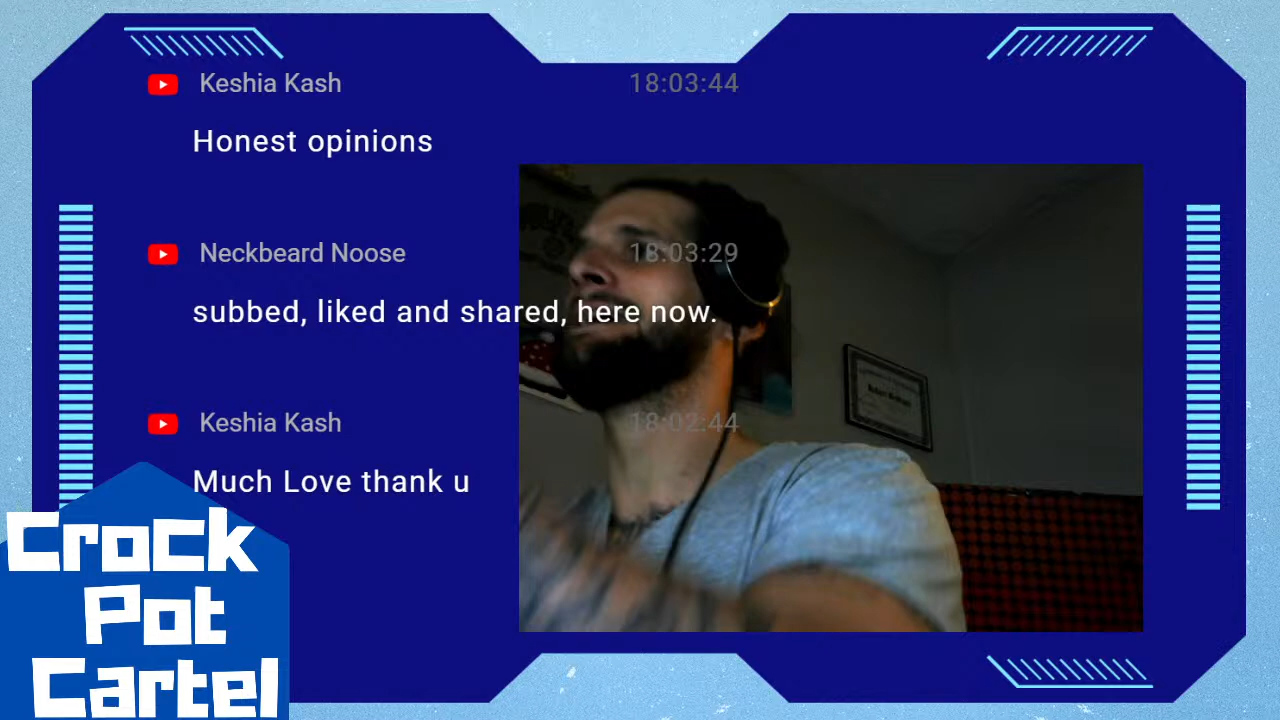 Keshia Kash 18:03:44
Honest opinions
Neckbeard Noose 18:03:29
subbed, liked and shared, here now.
Keshia Kash 18:02:44
Much Love thank u
Crock
Pot
Cartel